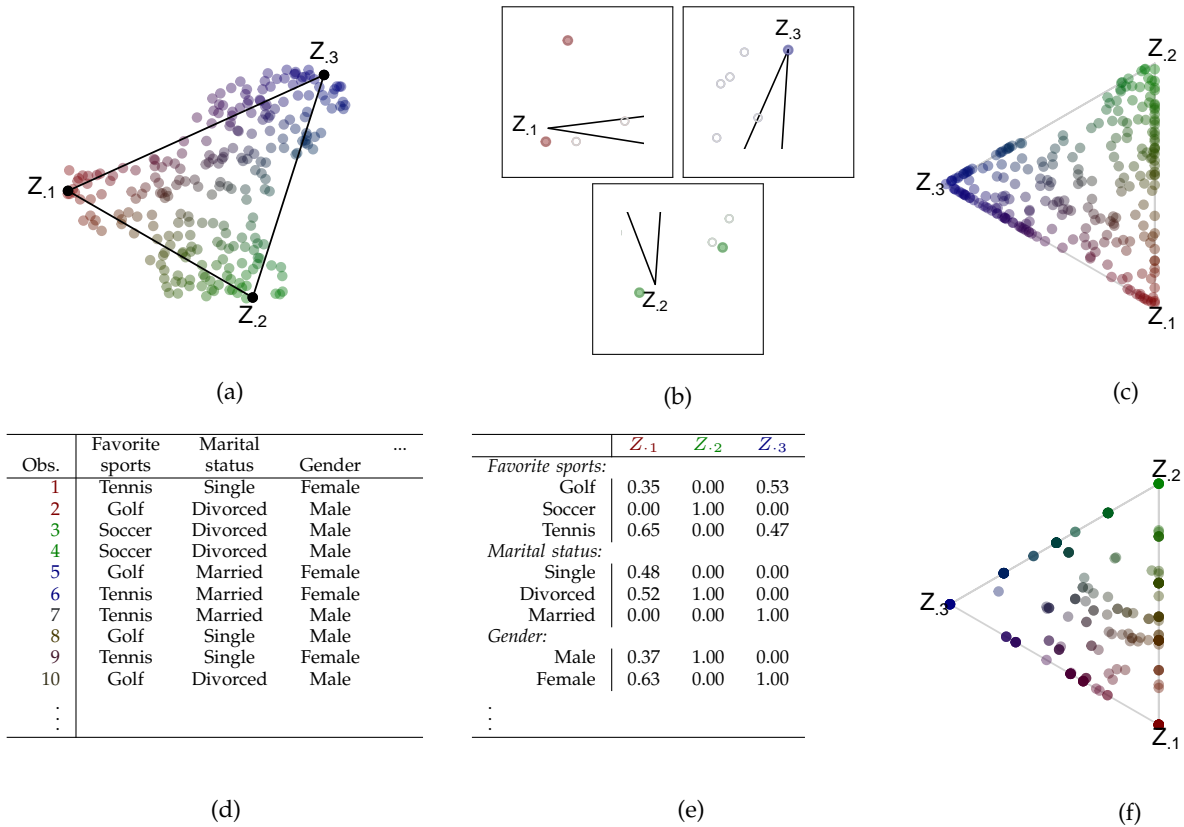 Z.3
Z.1
Z.2
(a)
Z.3
Z.1
Z.2
(b)
Z.2
Z.3
Z.1
(c)
Favorite Marital ...
Obs. sports status Gender
1 Tennis Single Female
2 Golf Divorced Male
3 Soccer Divorced Male
4 Soccer Divorced Male
5 Golf Married Female
6 Tennis Married Female
7 Tennis Married Male
8 Golf Single Male
9 Tennis Single Female
10 Golf Divorced Male
⋮
(d)
Z·1 Z·2 Z·3
Favorite sports:
Golf 0.35 0.00 0.53
Soccer 0.00 1.00 0.00
Tennis 0.65 0.00 0.47
Marital status:
Single 0.48 0.00 0.00
Divorced 0.52 1.00 0.00
Married 0.00 0.00 1.00
Gender:
Male 0.37 1.00 0.00
Female 0.63 0.00 1.00
⋮
(e)
Z.2
Z.3
Z.1
(f)